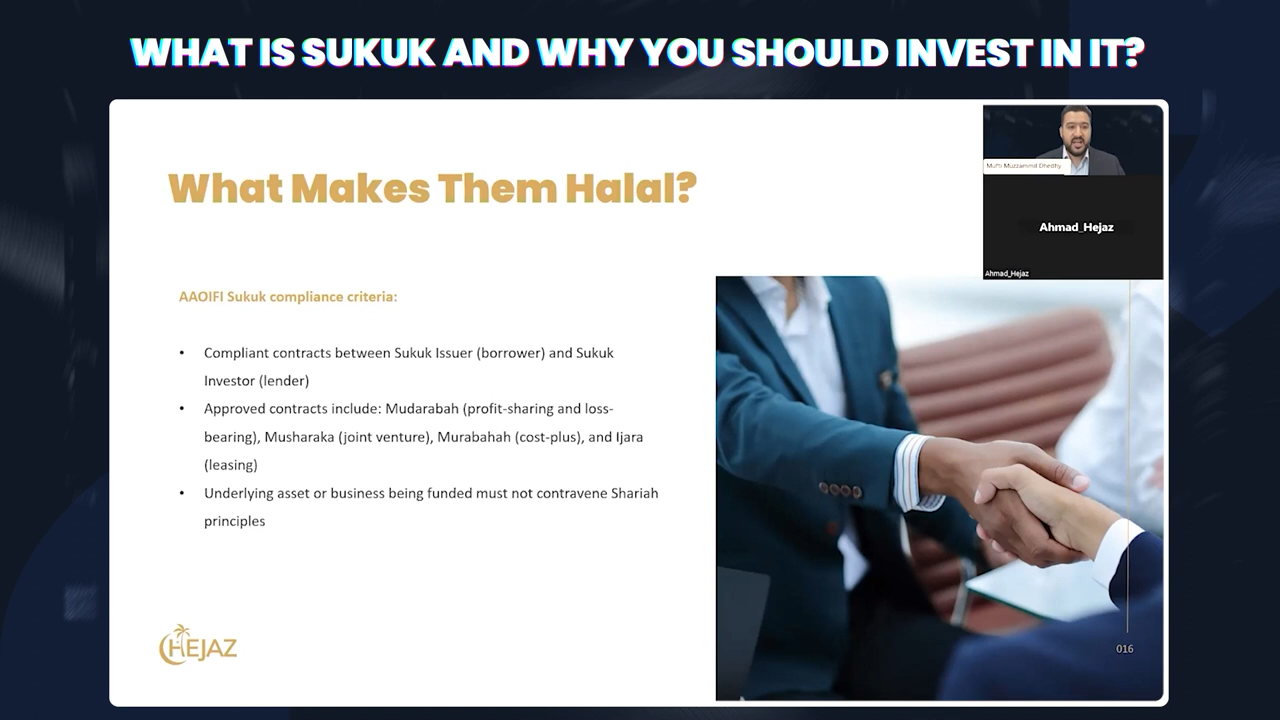 WHAT IS SUKUK AND WHY YOU SHOULD INVEST IN IT?
What Makes Them Halal?
Mufti Muzzammil Dhedhy
Ahmad_Hejaz
Ahmad_Hejaz
AAOIFI Sukuk compliance criteria:
• Compliant contracts between Sukuk Issuer (borrower) and Sukuk
Investor (lender)
• Approved contracts include: Mudarabah (profit-sharing and loss-
bearing), Musharaka (joint venture), Murabahah (cost-plus), and Ijara
(leasing)
• Underlying asset or business being funded must not contravene Shariah
principles
HEJAZ
016